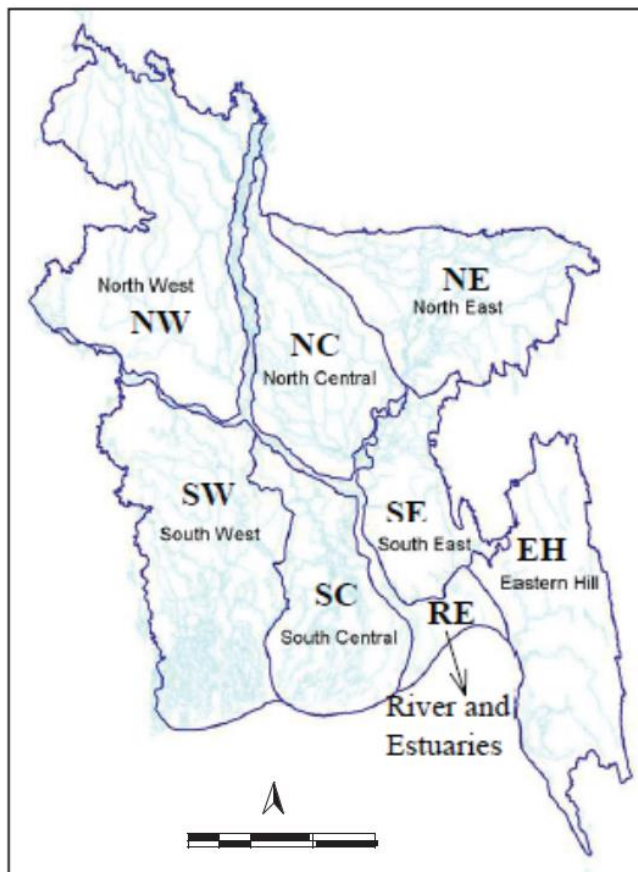 North West
NW
NE
North East
NC
North Central
SW
South West
SE
South East
EH
Eastern Hill
SC
South Central
RE
River and
Estuaries